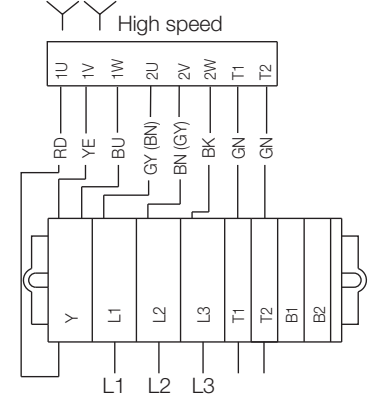 High speed
1U 1V 1W 2U 2V 2W T1 T2
RD YE BU GY (BN) BN (GY) BK GN GN
Y L1 L2 L3 T1 T2 B1 B2
L1 L2 L3